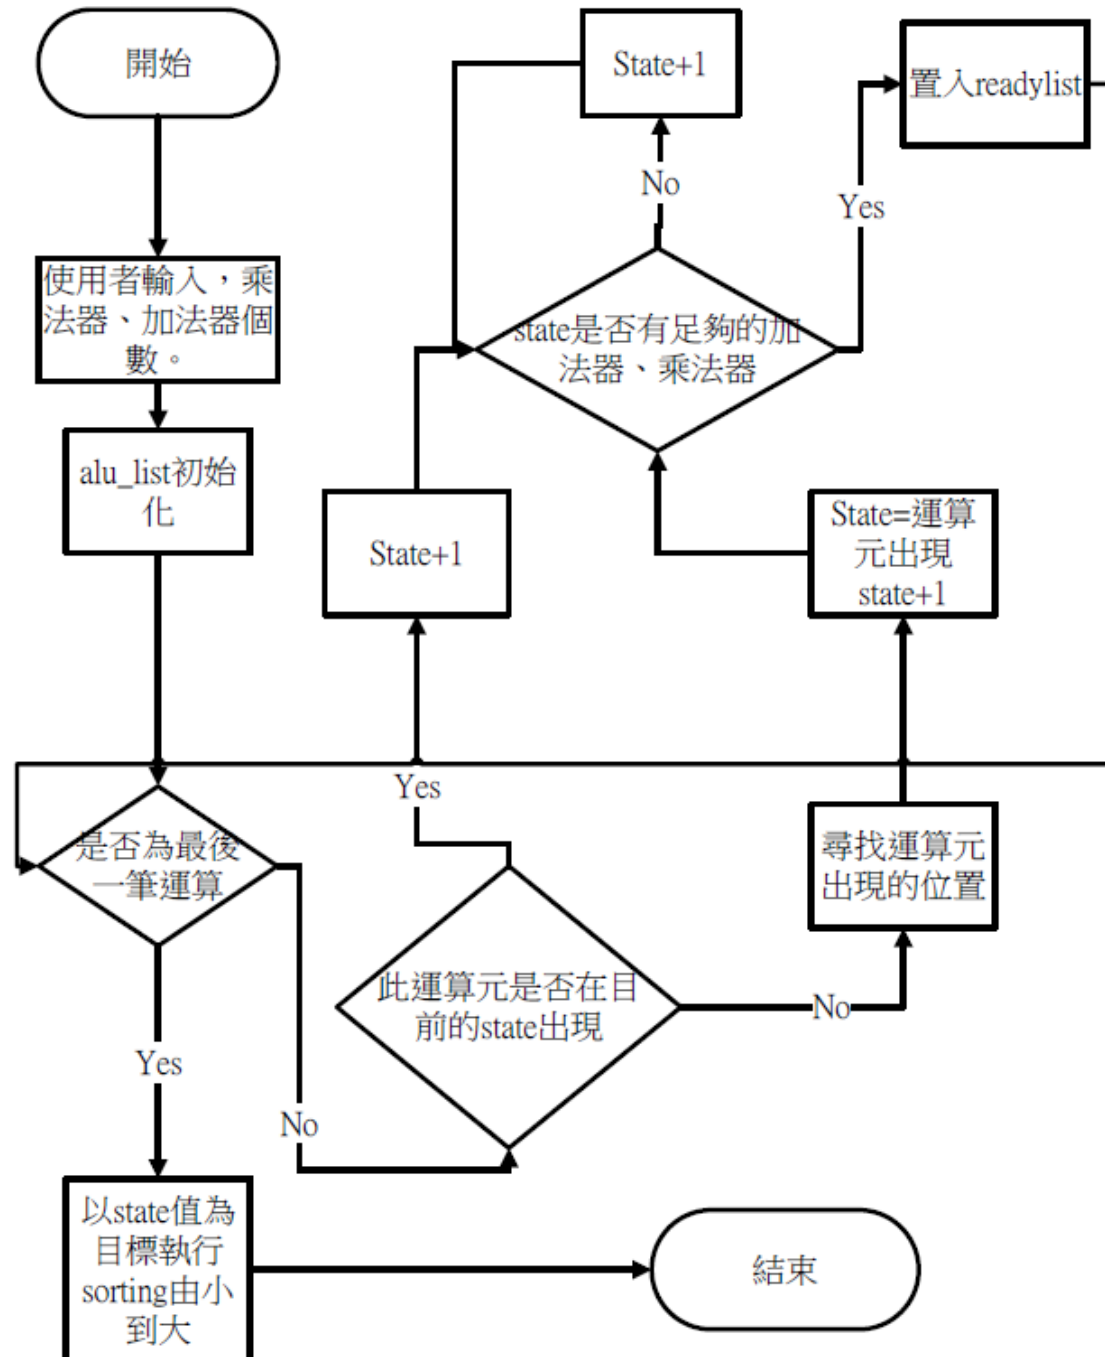 開始
State+1
置入readylist
No
Yes
使用者輸入，乘
法器、加法器個
數。
state是否有足夠的加
法器、乘法器
alu_list初始
化
State+1
State=運算
元出現
state+1
Yes
是否為最後
一筆運算
尋找運算元
出現的位置
此運算元是否在目
前的state出現
No
Yes
No
以state值為
目標執行
sorting由小
到大
結束